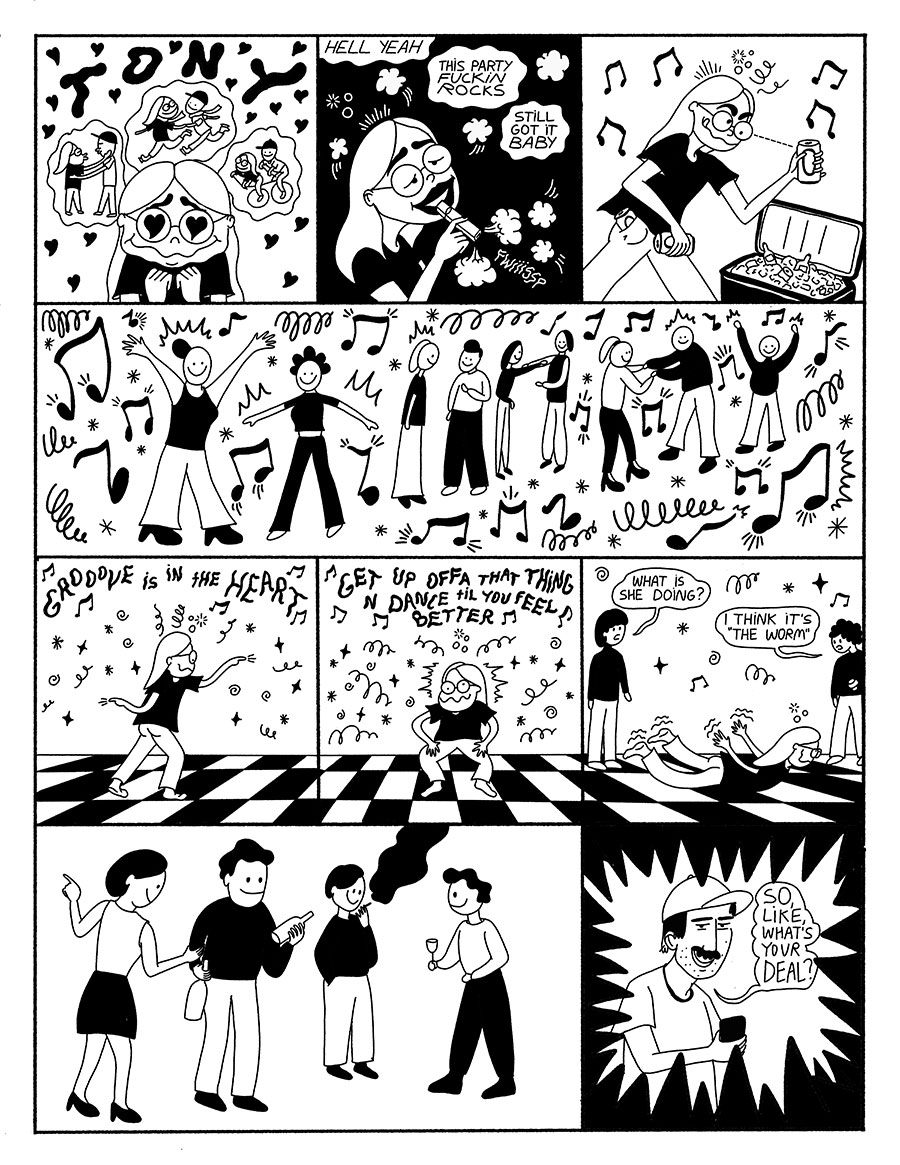 TONY
HELL YEAH
THIS PARTY
FUCKIN
ROCKS
STILL
GOT IT
BABY
FWIIISSP
GROOOVE is iN tHE HEART
GET UP OFFA THAT THING
N DANCE tiL YOU FEEL
BETTER
WHAT IS
SHE DOING?
I THINK IT'S
"THE WORM"
SO,
LIKE,
WHAT'S
YOUR
DEAL?